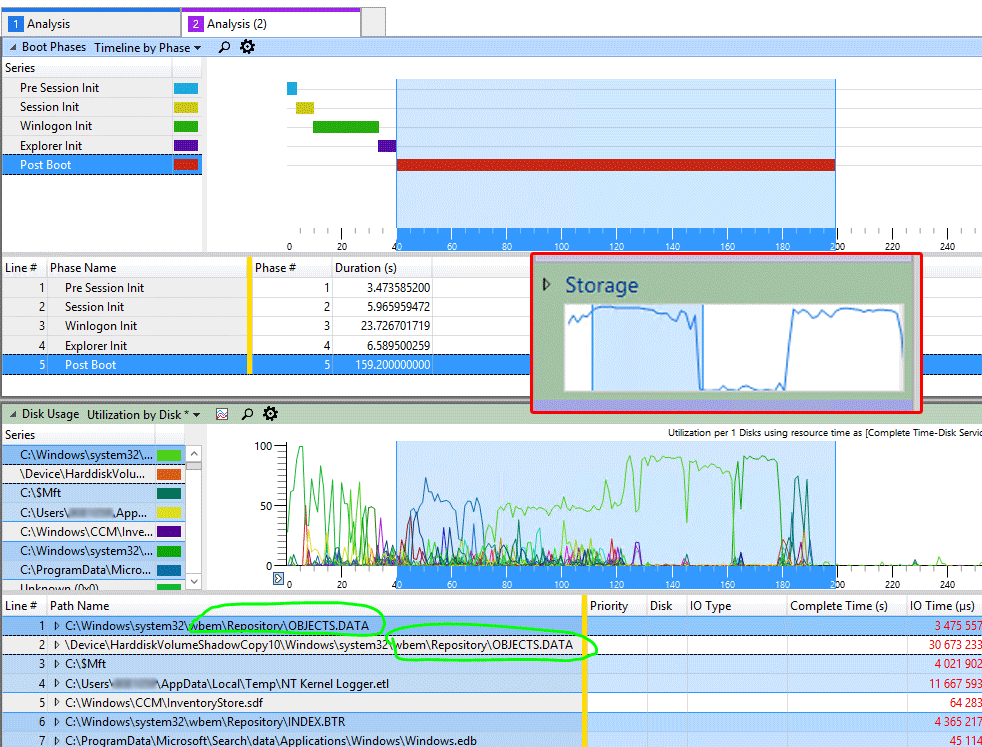 1 Analysis 2 Analysis (2)
Boot Phases Timeline by Phase
Series
Pre Session Init
Session Init
Winlogon Init
Explorer Init
Post Boot
0 20 40 60 80 100 120 140 160 180 200 220 240
Line # Phase Name Phase # Duration (s)
1 Pre Session Init 1 3.473585200
2 Session Init 2 5.965959472
3 Winlogon Init 3 23.726701719
4 Explorer Init 4 6.589500259
5 Post Boot 5 159.200000000
Storage
Disk Usage Utilization by Disk *
Series
Utilization per 1 Disks using resource time as [Complete Time-Disk Servic
C:\Windows\system32\...
\Device\HarddiskVolu...
C:\$Mft
C:\Users\ App...
C:\Windows\CCM\Inve...
C:\Windows\system32\...
C:\ProgramData\Micro...
Unknown (0x0)
100
50
0
0 20 40 60 80 100 120 140 160 180 200 220 240
Line # Path Name Priority Disk IO Type Complete Time (s) IO Time (µs)
1 C:\Windows\system32\wbem\Repository\OBJECTS.DATA 3 475 557
2 \Device\HarddiskVolumeShadowCopy10\Windows\system32\wbem\Repository\OBJECTS.DATA 30 673 233
3 C:\$Mft 4 021 902
4 C:\Users\ \AppData\Local\Temp\NT Kernel Logger.etl 11 667 593
5 C:\Windows\CCM\InventoryStore.sdf 64 283
6 C:\Windows\system32\wbem\Repository\INDEX.BTR 4 365 217
7 C:\ProgramData\Microsoft\Search\data\Applications\Windows\Windows.edb 45 114